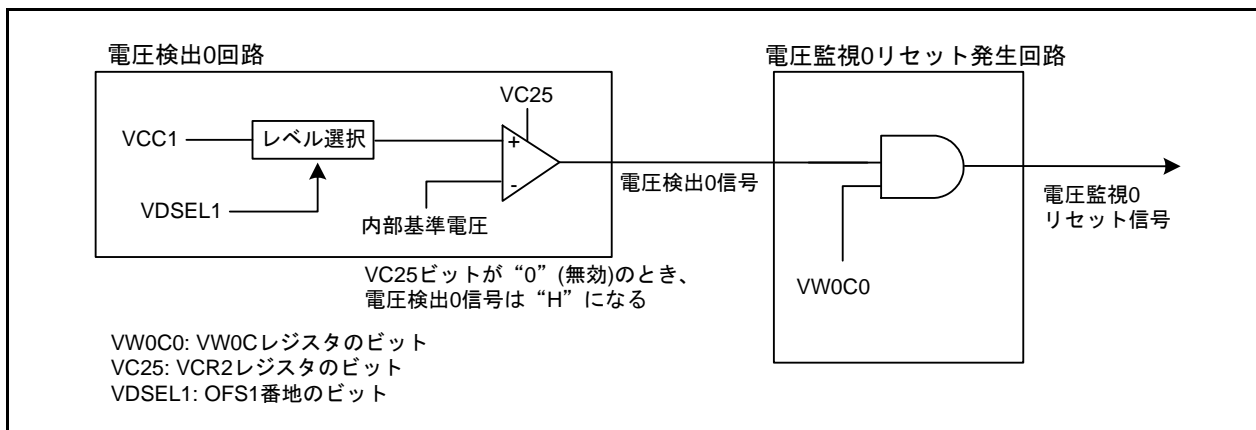 電圧検出0回路
電圧監視0リセット発生回路
VC25
VCC1
レベル選択
+
-
VDSEL1
内部基準電圧
電圧検出0信号
電圧監視0
リセット信号
VW0C0
VC25ビットが“0”(無効)のとき、
電圧検出0信号は“H”になる
VW0C0: VW0Cレジスタのビット
VC25: VCR2レジスタのビット
VDSEL1: OFS1番地のビット